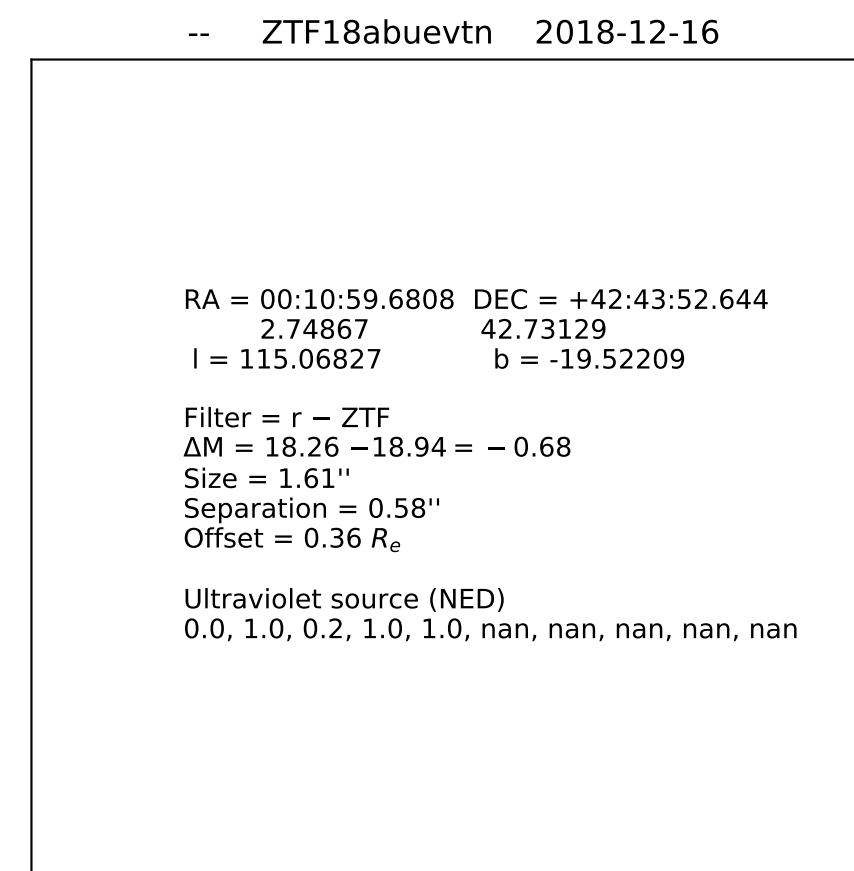 -- ZTF18abuevtn 2018-12-16
RA = 00:10:59.6808 DEC = +42:43:52.644
2.74867 42.73129
l = 115.06827 b = -19.52209
Filter = r − ZTF
ΔM = 18.26 −18.94 = − 0.68
Size = 1.61''
Separation = 0.58''
Offset = 0.36 Re
Ultraviolet source (NED)
0.0, 1.0, 0.2, 1.0, 1.0, nan, nan, nan, nan, nan